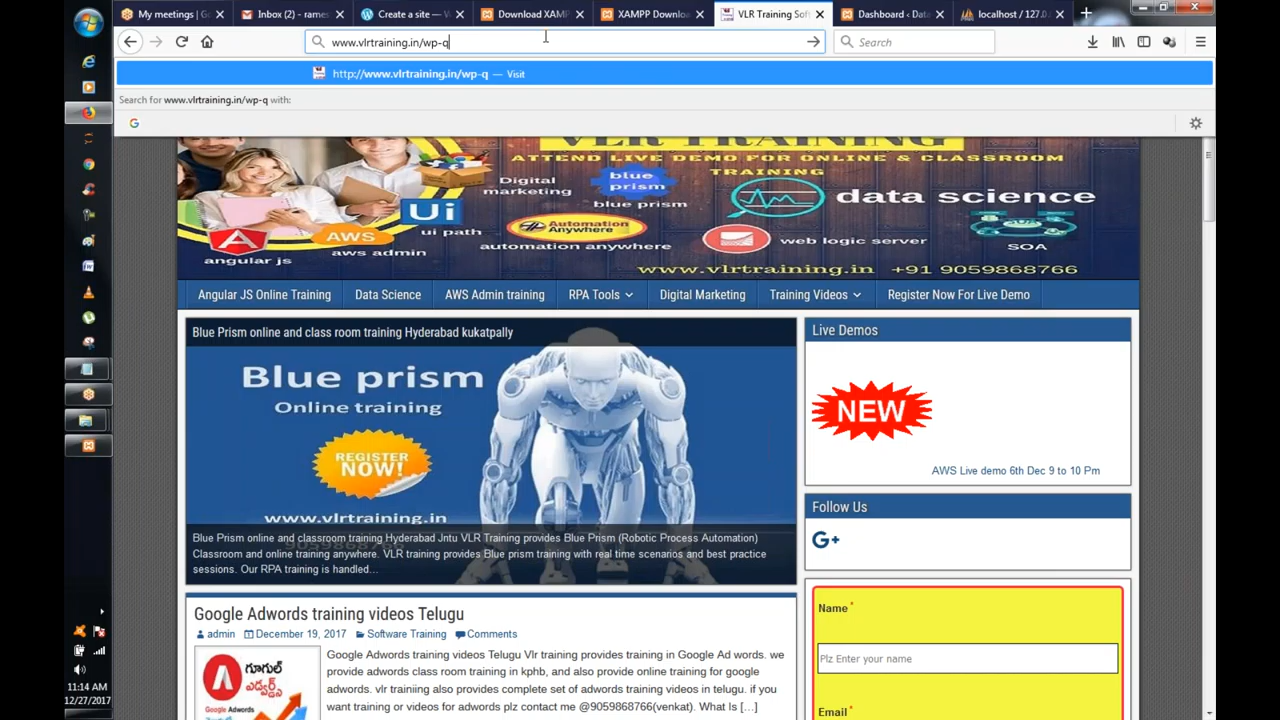 My meetings | Go
Inbox (2) - rames
Create a site — W
Download XAMP
XAMPP Downloa
VLR Training Soft
Dashboard ‹ Data
localhost / 127.0.
www.vlrtraining.in/wp-q
Search
http://www.vlrtraining.in/wp-q — Visit
Search for www.vlrtraining.in/wp-q with:
VLR TRAINING
ATTEND LIVE DEMO FOR ONLINE & CLASSROOM
TRAINING
Digital
marketing
blue
prism
blue prism
data science
Ui
ui path
Automation
Anywhere
automation anywhere
web logic server
SOA
AWS
aws admin
angular js
www.vlrtraining.in +91 9059868766
Angular JS Online Training
Data Science
AWS Admin training
RPA Tools
Digital Marketing
Training Videos
Register Now For Live Demo
Blue Prism online and class room training Hyderabad kukatpally
Blue prism
Online training
REGISTER
NOW!
www.vlrtraining.in
Blue Prism online and classroom training Hyderabad Jntu VLR Training provides Blue Prism (Robotic Process Automation)
Classroom and online training anywhere. VLR training provides Blue prism training with real time scenarios and best practice
sessions. Our RPA training is handled...
Live Demos
NEW
AWS Live demo 6th Dec 9 to 10 Pm
Follow Us
G+
Google Adwords training videos Telugu
admin December 19, 2017 Software Training Comments
గూగుల్
ఎడ్వర్డ్స్
Google Adwords
Google Adwords training videos Telugu Vlr training provides training in Google Ad words. we
provide adwords class room training in kphb, and also provide online training for google
adwords. vlr trainiing also provides complete set of adwords training videos in telugu. if you
want training or videos for adwords plz contact me @9059868766(venkat). What Is […]
Name *
Plz Enter your name
Email *
11:14 AM
12/27/2017